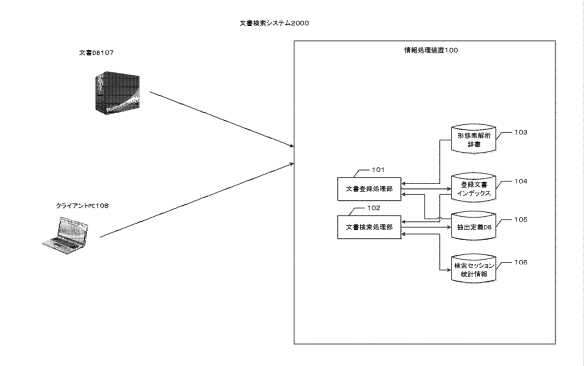 文書検索システム2000
文書DB107
情報処理装置100
形態素解析
辞書
103
101
文書登録処理部
登録文書
インデックス
104
102
文書検索処理部
抽出定義DB
105
クライアントPC108
検索セッション
統計情報
106